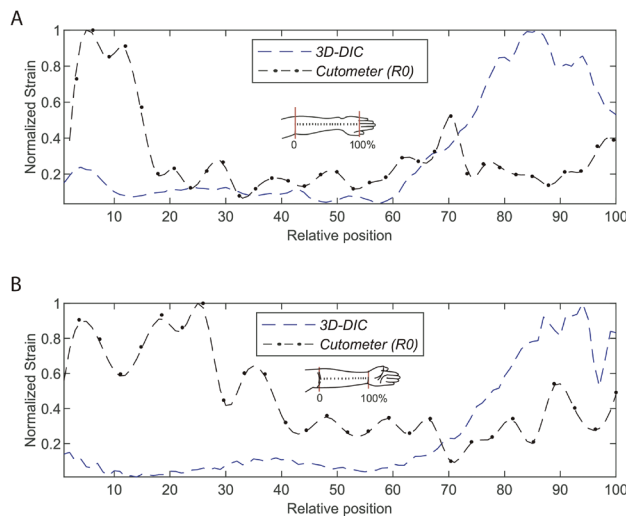 A
1
0.8
0.6
0.4
0.2
Normalized Strain
3D-DIC
Cutometer (R0)
0 100%
10 20 30 40 50 60 70 80 90 100
Relative position
B
1
0.8
0.6
0.4
0.2
Normalized Strain
3D-DIC
Cutometer (R0)
0 100%
10 20 30 40 50 60 70 80 90 100
Relative position